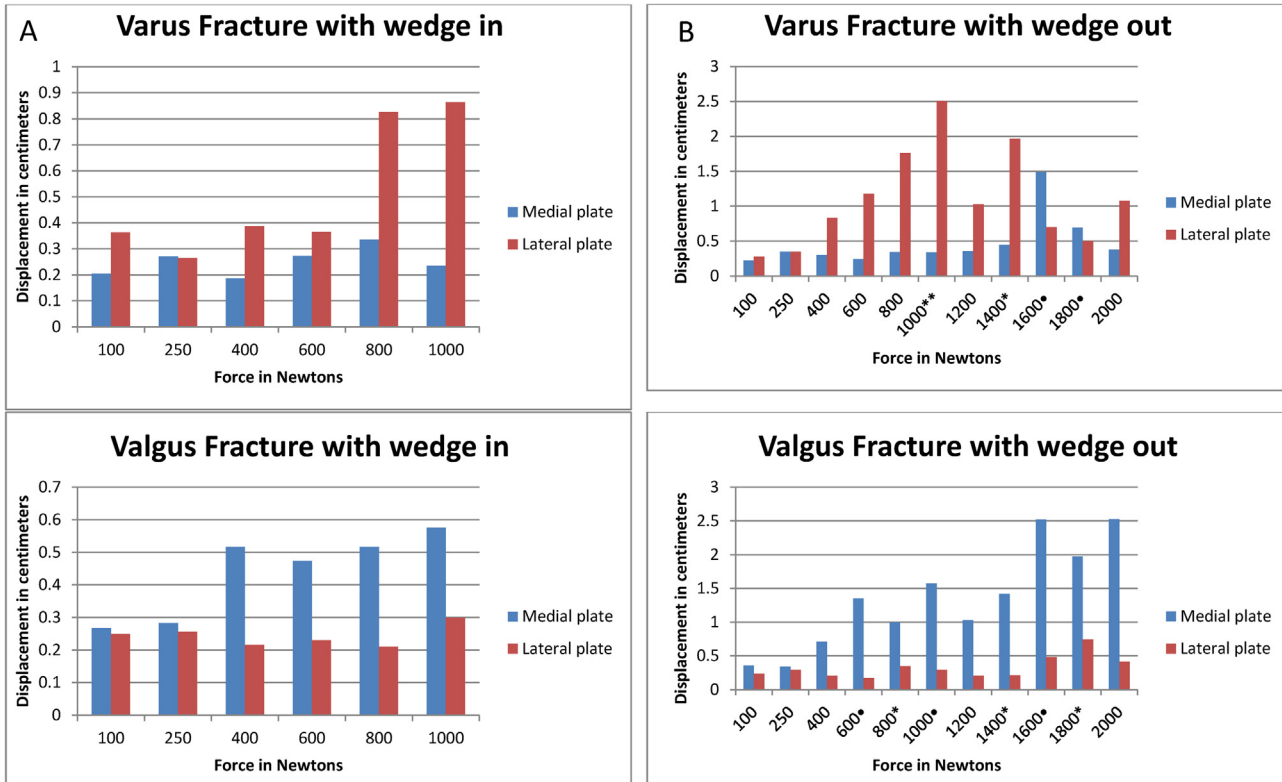 A
Varus Fracture with wedge in
Displacement in centimeters
1
0.9
0.8
0.7
0.6
0.5
0.4
0.3
0.2
0.1
0
100 250 400 600 800 1000
Force in Newtons
Medial plate
Lateral plate
B
Varus Fracture with wedge out
Displacement in centimeters
3
2.5
2
1.5
1
0.5
0
100 250 400 600 800 1000** 1200 1400* 1600• 1800• 2000
Force in Newtons
Medial plate
Lateral plate
Valgus Fracture with wedge in
Displacement in centimeters
0.7
0.6
0.5
0.4
0.3
0.2
0.1
0
100 250 400 600 800 1000
Force in Newtons
Medial plate
Lateral plate
Valgus Fracture with wedge out
Displacement in centimeters
3
2.5
2
1.5
1
0.5
0
100 250 400 600• 800* 1000• 1200 1400* 1600• 1800* 2000
Force in Newtons
Medial plate
Lateral plate